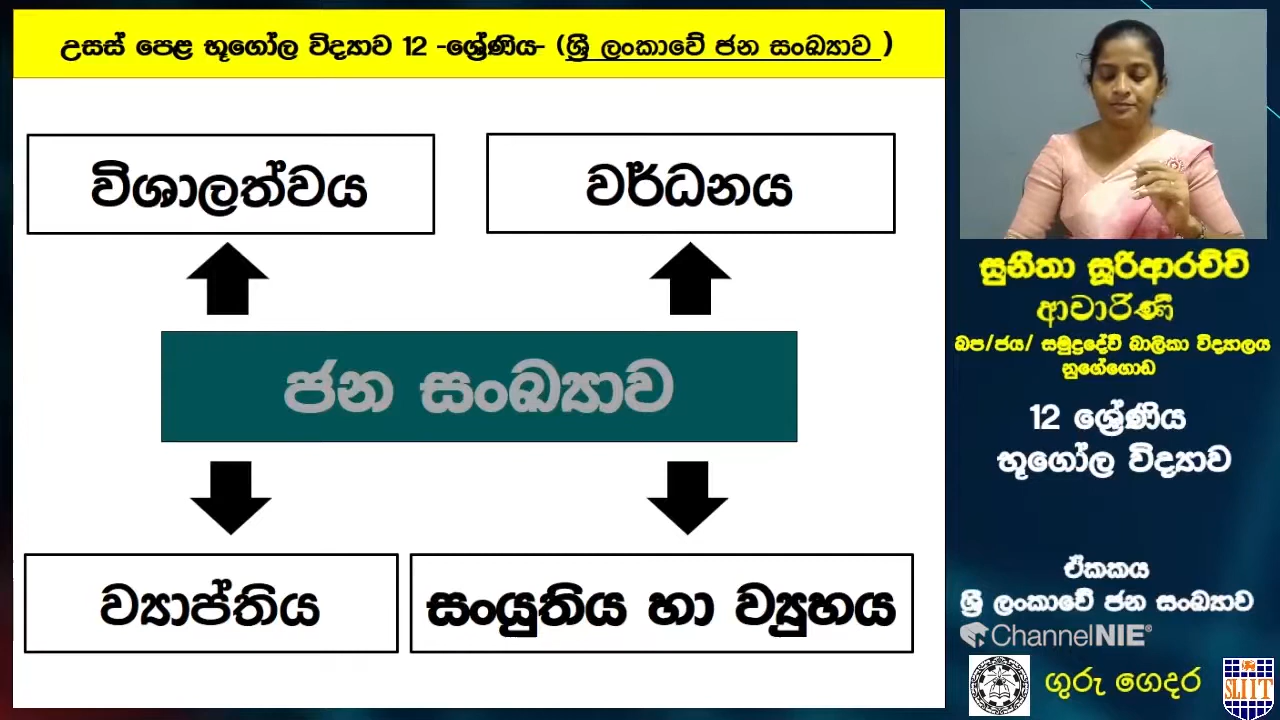 උසස් පෙළ භූගෝල විද්‍යාව 12 -ශ්‍රේණිය- (ශ්‍රී ලංකාවේ ජන සංඛ්‍යාව )
විශාලත්වය
වර්ධනය
ජන සංඛ්‍යාව
ව්‍යාප්තිය
සංයුතිය හා ව්‍යුහය
සුනීතා සූරිආරච්චි
ආචාරිණී
බප/ජය/ සමුද්‍රදේවී බාලිකා විද්‍යාලය
නුගේගොඩ
12 ශ්‍රේණිය
භූගෝල විද්‍යාව
ඒකකය
ශ්‍රී ලංකාවේ ජන සංඛ්‍යාව
ChannelNIE®
ගුරු ගෙදර
SLIIT